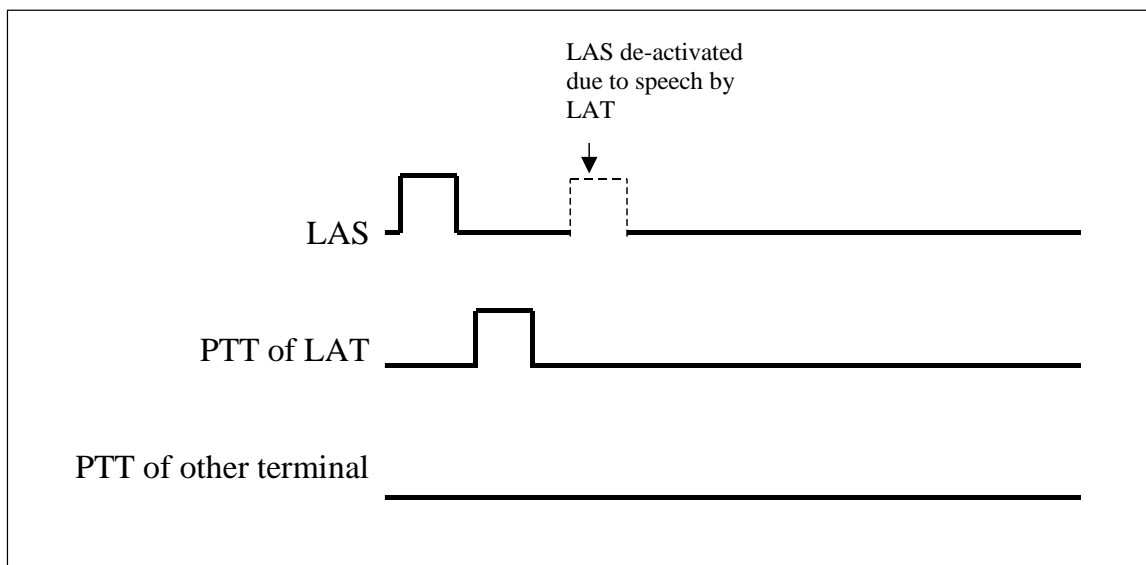 LAS de-activated
due to speech by
LAT
LAS
PTT of LAT
PTT of other terminal